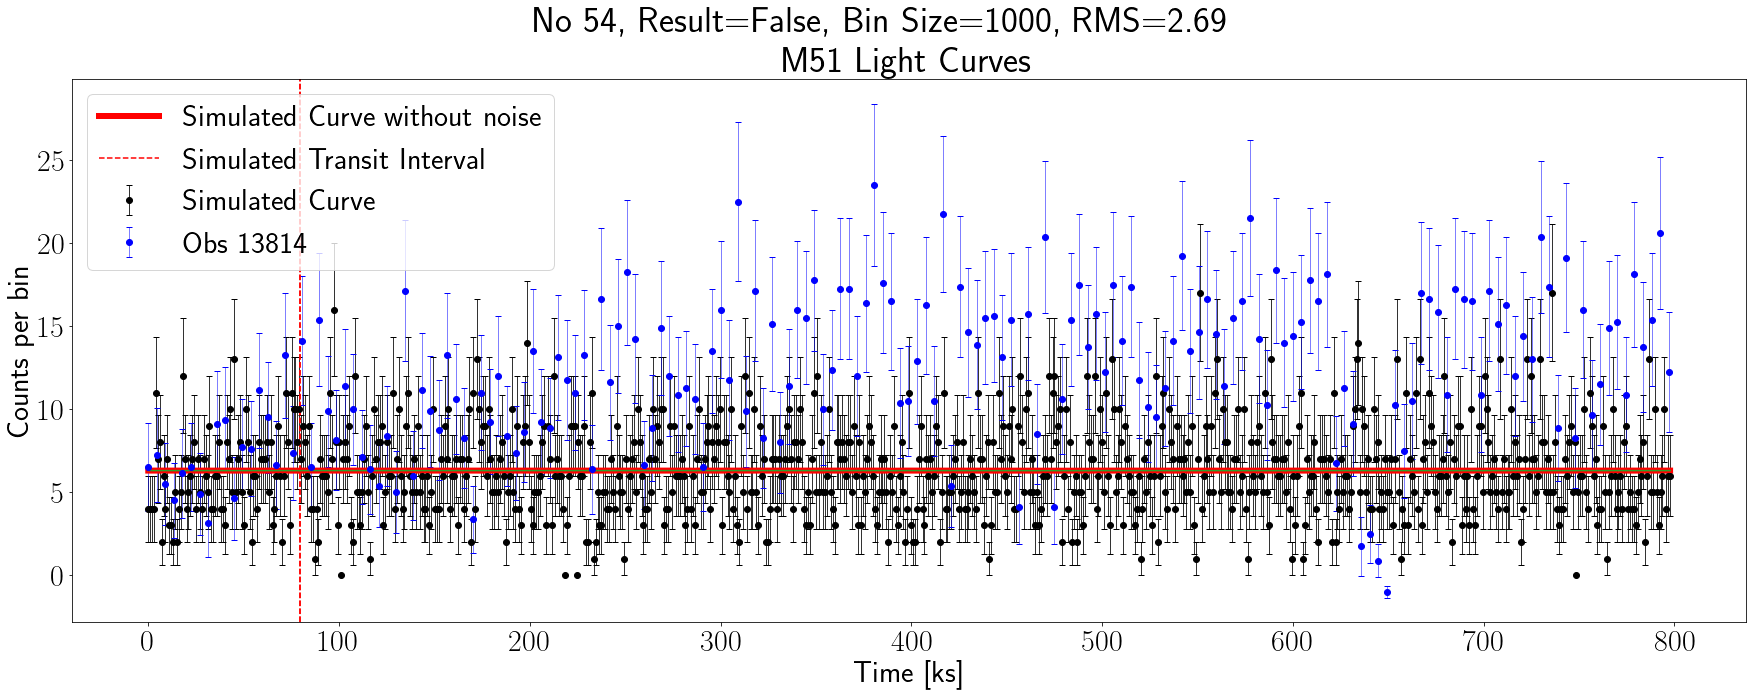 No 54, Result=False, Bin Size=1000, RMS=2.69
M51 Light Curves
Simulated Curve without noise
Simulated Transit Interval
Simulated Curve
Obs 13814
Counts per bin
25
20
15
10
5
0
0 100 200 300 400 500 600 700 800
Time [ks]